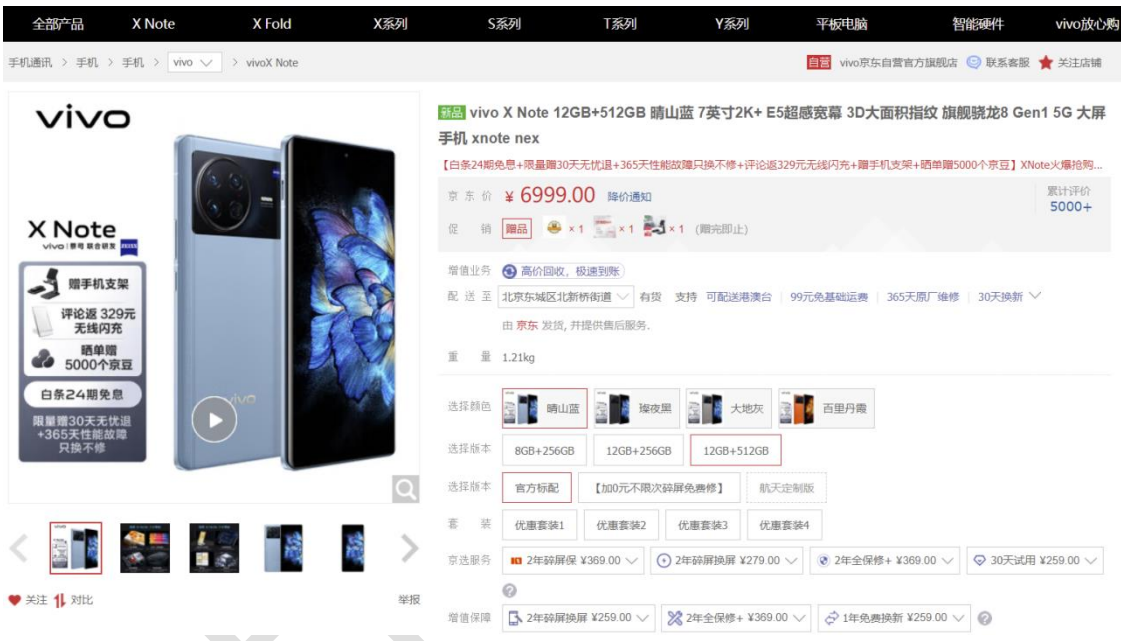 全部产品 X Note X Fold X系列 S系列 T系列 Y系列 平板电脑 智能硬件 vivo放心购
手机通讯 > 手机 > 手机 > vivo > vivoX Note 自营 vivo京东自营官方旗舰店 联系客服 关注店铺
vivo
X Note
vivo | 蔡司 联合研发 ZEISS
赠手机支架
评论返 329元
无线闪充
晒单赠
5000个京豆
白条24期免息
限量赠30天无忧退
+365天性能故障
只换不修
vivo
关注 对比 举报
新品 vivo X Note 12GB+512GB 晴山蓝 7英寸2K+ E5超感宽幕 3D大面积指纹 旗舰骁龙8 Gen1 5G 大屏
手机 xnote nex
【白条24期免息+限量赠30天无忧退+365天性能故障只换不修+评论返329元无线闪充+赠手机支架+晒单赠5000个京豆】XNote火爆抢购...
京东价 ¥ 6999.00 降价通知 累计评价
5000+
促销 赠品 ×1 ×1 ×1 (赠完即止)
增值业务 高价回收，极速到账
配送至 北京东城区北新桥街道 有货 支持 可配送港澳台 99元免基础运费 365天原厂维修 30天换新
由 京东 发货, 并提供售后服务.
重量 1.21kg
选择颜色 晴山蓝 璨夜黑 大地灰 百里丹霞
选择版本 8GB+256GB 12GB+256GB 12GB+512GB
选择版本 官方标配 【加0元不限次碎屏免费修】 航天定制版
套装 优惠套装1 优惠套装2 优惠套装3 优惠套装4
京选服务 2年碎屏保 ¥369.00 2年碎屏换屏 ¥279.00 2年全保修+ ¥369.00 30天试用 ¥259.00
?
增值保障 2年碎屏换屏 ¥259.00 2年全保修+ ¥369.00 1年免费换新 ¥259.00 ?